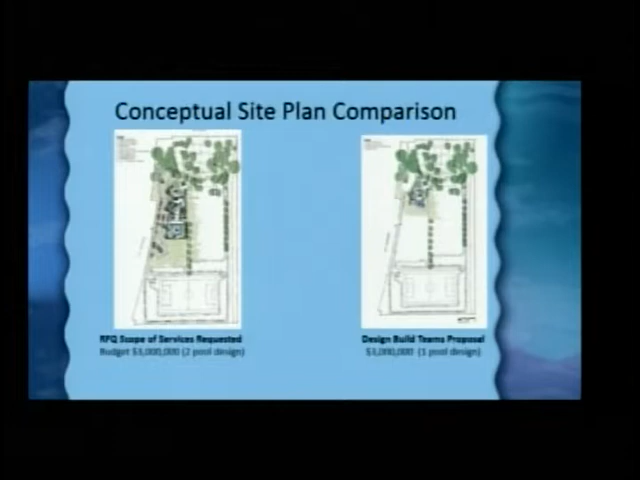 Conceptual Site Plan Comparison
RFQ Scope of Services Requested
Budget $3,000,000 (2 pool design)
Design Build Teams Proposal
$3,000,000 (1 pool design)